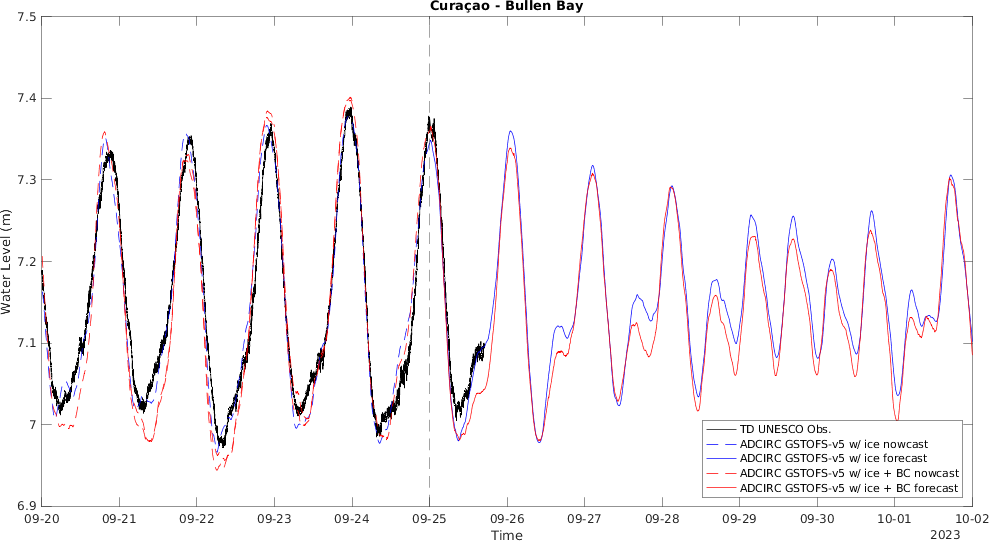 Curaçao - Bullen Bay
7.5
7.4
7.3
7.2
7.1
7
6.9
Water Level (m)
09-20 09-21 09-22 09-23 09-24 09-25 09-26 09-27 09-28 09-29 09-30 10-01 10-02
Time
2023
TD UNESCO Obs.
ADCIRC GSTOFS-v5 w/ ice nowcast
ADCIRC GSTOFS-v5 w/ ice forecast
ADCIRC GSTOFS-v5 w/ ice + BC nowcast
ADCIRC GSTOFS-v5 w/ ice + BC forecast